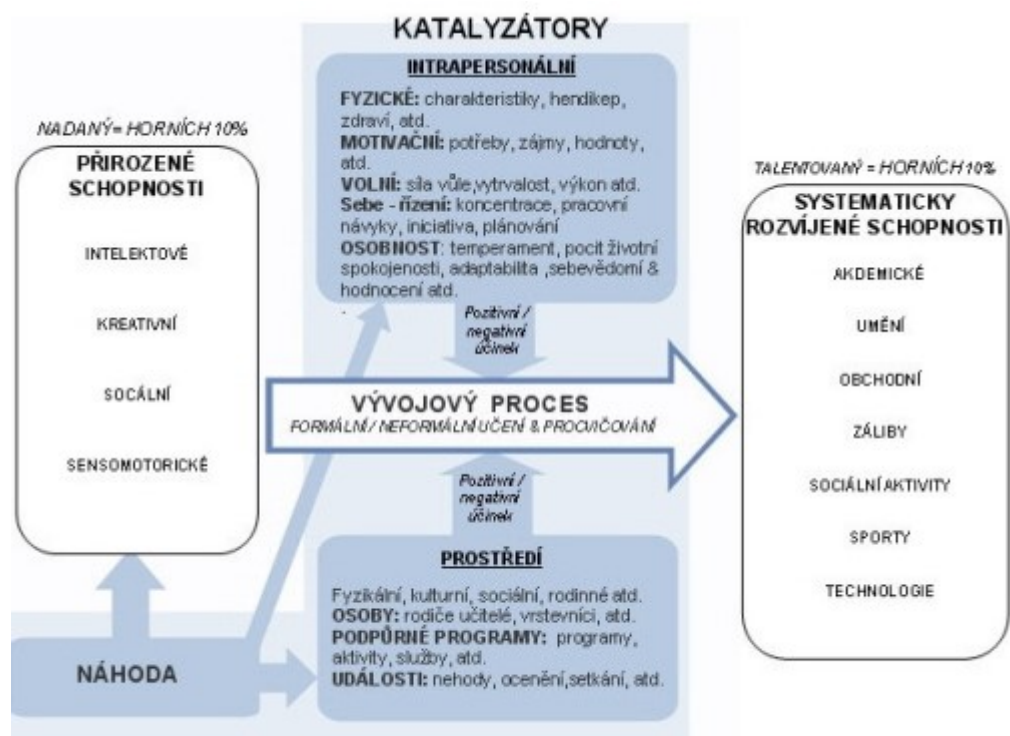 KATALYZÁTORY
INTRAPERSONÁLNÍ
FYZICKÉ: charakteristiky, hendikep,
zdraví, atd.
MOTIVAČNÍ: potřeby, zájmy, hodnoty,
atd.
VOLNÍ: síla vůle,vytrvalost, výkon atd.
Sebe - řízení: koncentrace, pracovní
návyky, iniciativa, plánování
OSOBNOST: temperament, pocit životní
spokojenosti, adaptabilita ,sebevědomí &
hodnocení atd.
.
NADANÝ= HORNÍCH 10%
PŘIROZENÉ
SCHOPNOSTI
INTELEKTOVÉ
KREATIVNÍ
SOCÁLNÍ
SENSOMOTORICKÉ
Pozitivní /
negativní
účinek
VÝVOJOVÝ PROCES
FORMÁLNÍ / NEFORMÁLNÍ UČENÍ & PROCVIČOVÁNÍ
Pozitivní /
negativní
účinek
PROSTŘEDÍ
Fyzikální, kulturní, sociální, rodinné atd.
OSOBY: rodiče učitelé, vrstevníci, atd.
PODPŮRNÉ PROGRAMY: programy,
aktivity, služby, atd.
UDÁLOSTI: nehody, ocenění,setkání, atd.
NÁHODA
TALENTOVANÝ = HORNÍCH 10%
SYSTEMATICKY
ROZVÍJENÉ SCHOPNOSTI
AKDEMICKÉ
UMĚNÍ
OBCHODNÍ
ZÁLIBY
SOCIÁLNÍ AKTIVITY
SPORTY
TECHNOLOGIE